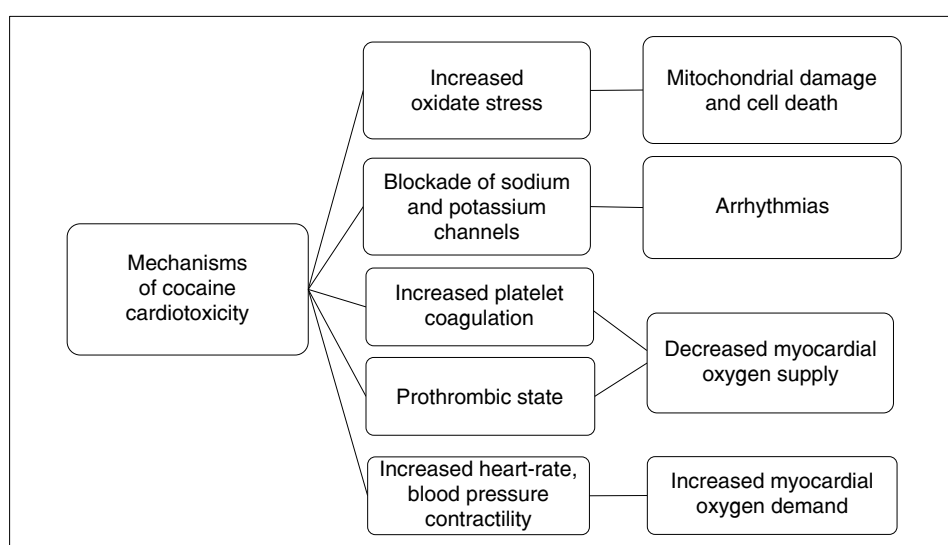 Mechanisms
of cocaine
cardiotoxicity
Increased
oxidate stress
Mitochondrial damage
and cell death
Blockade of sodium
and potassium
channels
Arrhythmias
Increased platelet
coagulation
Prothrombic state
Decreased myocardial
oxygen supply
Increased heart-rate,
blood pressure
contractility
Increased myocardial
oxygen demand